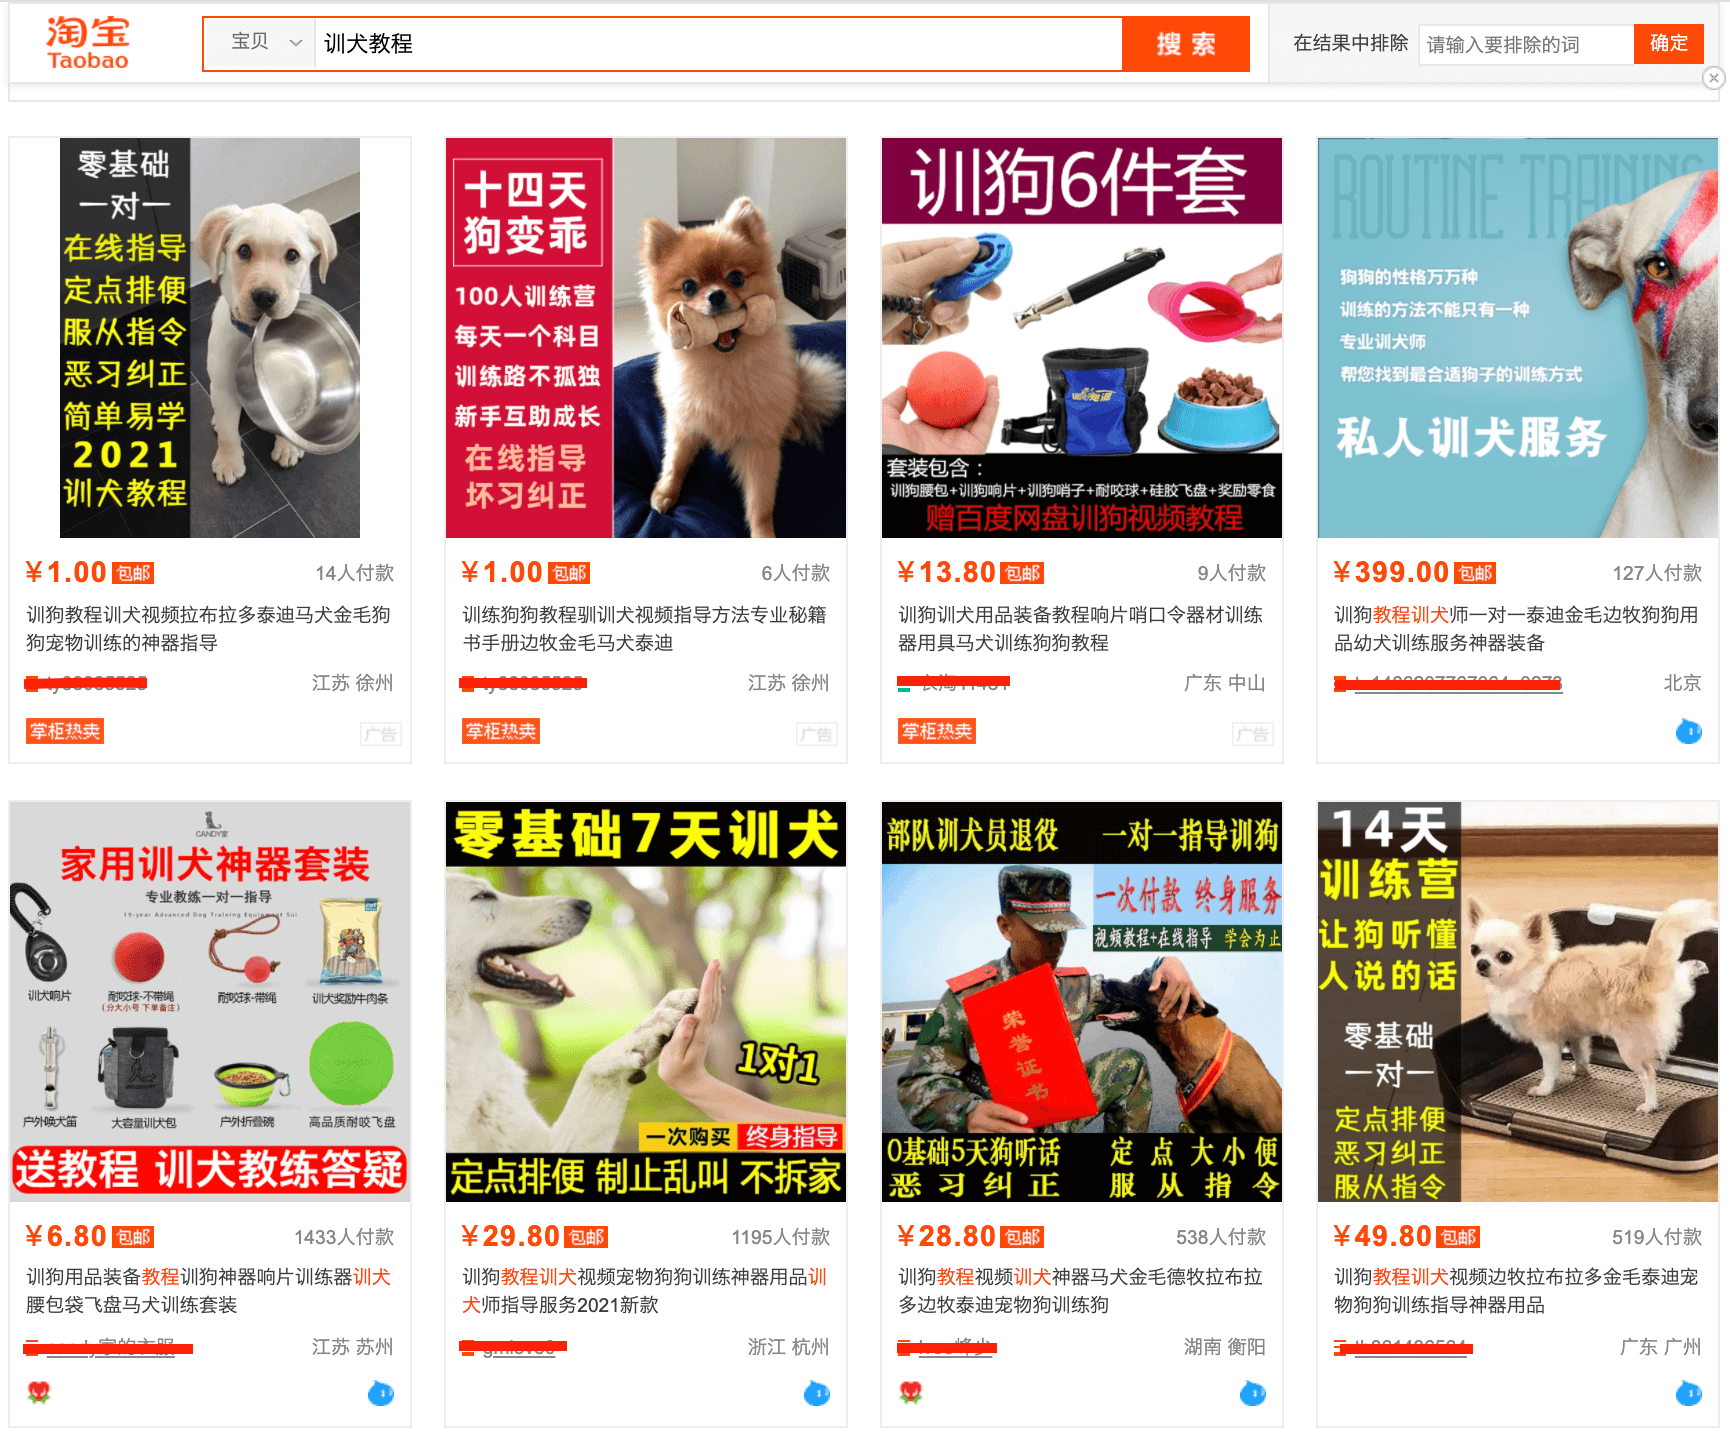 淘宝
Taobao
宝贝
训犬教程
搜 索
在结果中排除
请输入要排除的词
确定
零基础
一对一
在线指导
定点排便
服从指令
恶习纠正
简单易学
2021
训犬教程
¥1.00 包邮
14人付款
训狗教程训犬视频拉布拉多泰迪马犬金毛狗
狗宠物训练的神器指导
江苏 徐州
掌柜热卖
广告
十四天
狗变乖
100人训练营
每天一个科目
训练路不孤独
新手互助成长
在线指导
坏习纠正
¥1.00 包邮
6人付款
训练狗狗教程驯训犬视频指导方法专业秘籍
书手册边牧金毛马犬泰迪
江苏 徐州
掌柜热卖
广告
训狗6件套
套装包含：
训狗腰包+训狗响片+训狗哨子+耐咬球+硅胶飞盘+奖励零食
赠百度网盘训狗视频教程
¥13.80 包邮
9人付款
训狗训犬用品装备教程响片哨口令器材训练
器用具马犬训练狗狗教程
广东 中山
掌柜热卖
广告
ROUTINE TRAINING
狗狗的性格万万种
训练的方法不能只有一种
专业训犬师
帮您找到最合适狗子的训练方式
私人训犬服务
¥399.00 包邮
127人付款
训狗教程训犬师一对一泰迪金毛边牧狗狗用
品幼犬训练服务神器装备
北京
CANDY家
家用训犬神器套装
专业教练一对一指导
19-year Advanced Dog Training Equipment Sui
训犬响片
耐咬球-不带绳
(分大小号 下单备注)
耐咬球-带绳
训犬奖励牛肉条
户外唤犬笛
大容量训犬包
户外折叠碗
高品质耐咬飞盘
送教程 训犬教练答疑
¥6.80 包邮
1433人付款
训狗用品装备教程训狗神器响片训练器训犬
腰包袋飞盘马犬训练套装
江苏 苏州
零基础7天训犬
1对1
一次购买 终身指导
定点排便 制止乱叫 不拆家
¥29.80 包邮
1195人付款
训狗教程训犬视频宠物狗狗训练神器用品训
犬师指导服务2021新款
浙江 杭州
部队训犬员退役 一对一指导训狗
一次付款 终身服务
视频教程+在线指导 学会为止
荣誉证书
0基础5天狗听话 定点大小便
恶习纠正 服从指令
¥28.80 包邮
538人付款
训狗教程视频训犬神器马犬金毛德牧拉布拉
多边牧泰迪宠物狗训练狗
湖南 衡阳
14天
训练营
让狗听懂
人说的话
零基础
一对一
定点排便
恶习纠正
服从指令
¥49.80 包邮
519人付款
训狗教程训犬视频边牧拉布拉多金毛泰迪宠
物狗狗训练指导神器用品
广东 广州